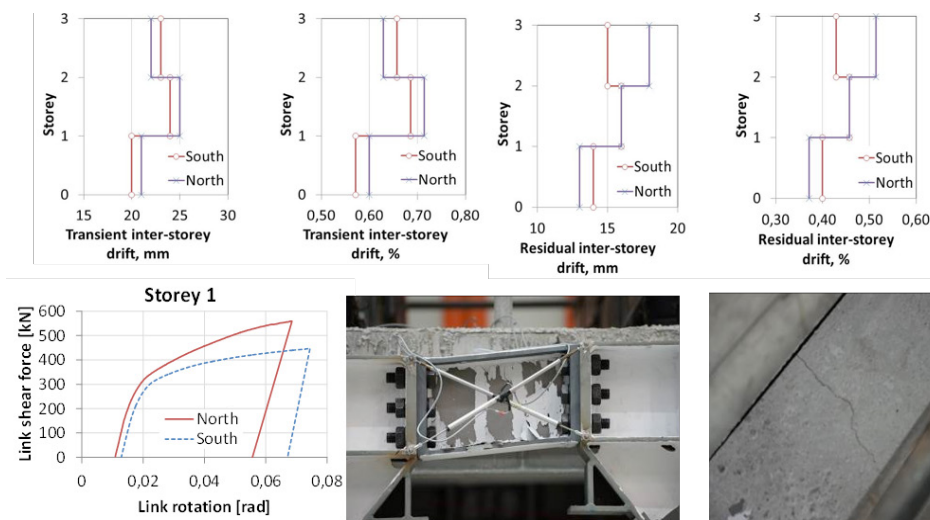 3
2
1
0
Storey
South
North
15 20 25 30
Transient inter-storey
drift, mm
3
2
1
0
Storey
South
North
0,50 0,60 0,70 0,80
Transient inter-storey
drift, %
3
2
1
0
Storey
South
North
10 15 20
Residual inter-storey
drift, mm
3
2
1
0
Storey
South
North
0,30 0,40 0,50 0,60
Residual inter-storey
drift, %
Storey 1
600
500
400
300
200
100
0
Link shear force [kN]
North
South
0 0,02 0,04 0,06 0,08
Link rotation [rad]